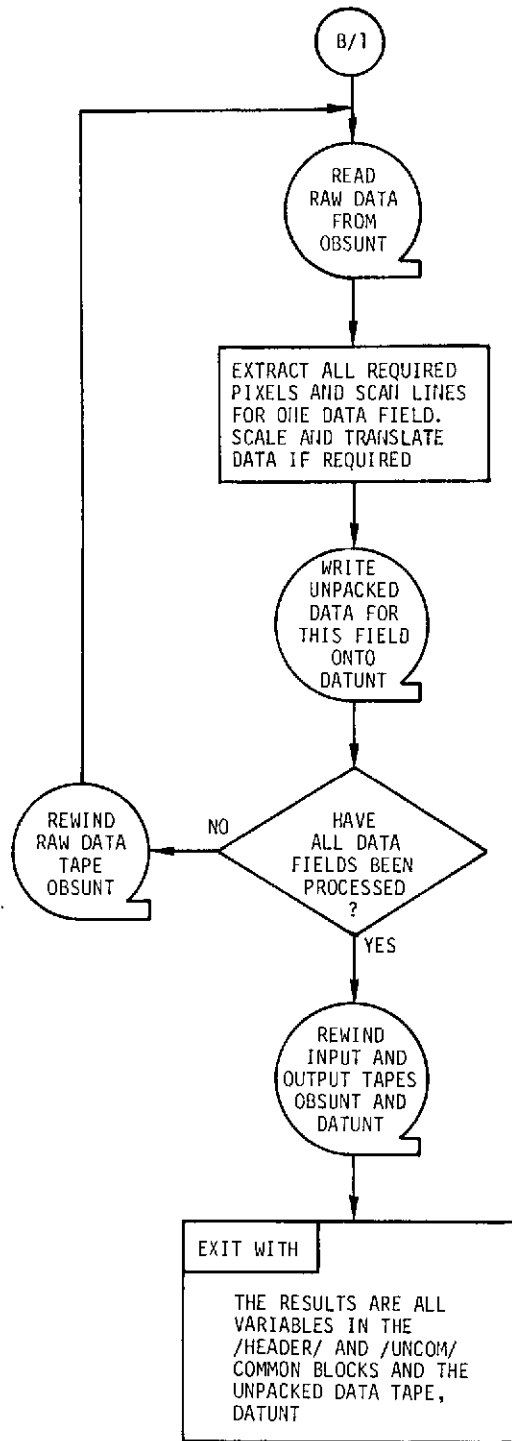 B/1
READ
RAW DATA
FROM
OBSUNT
EXTRACT ALL REQUIRED
PIXELS AND SCAN LINES
FOR ONE DATA FIELD.
SCALE AND TRANSLATE
DATA IF REQUIRED
WRITE
UNPACKED
DATA FOR
THIS FIELD
ONTO
DATUNT
HAVE
ALL DATA
FIELDS BEEN
PROCESSED
?
NO
REWIND
RAW DATA
TAPE
OBSUNT
YES
REWIND
INPUT AND
OUTPUT TAPES
OBSUNT AND
DATUNT
EXIT WITH
THE RESULTS ARE ALL
VARIABLES IN THE
/HEADER/ AND /UNCOM/
COMMON BLOCKS AND THE
UNPACKED DATA TAPE,
DATUNT